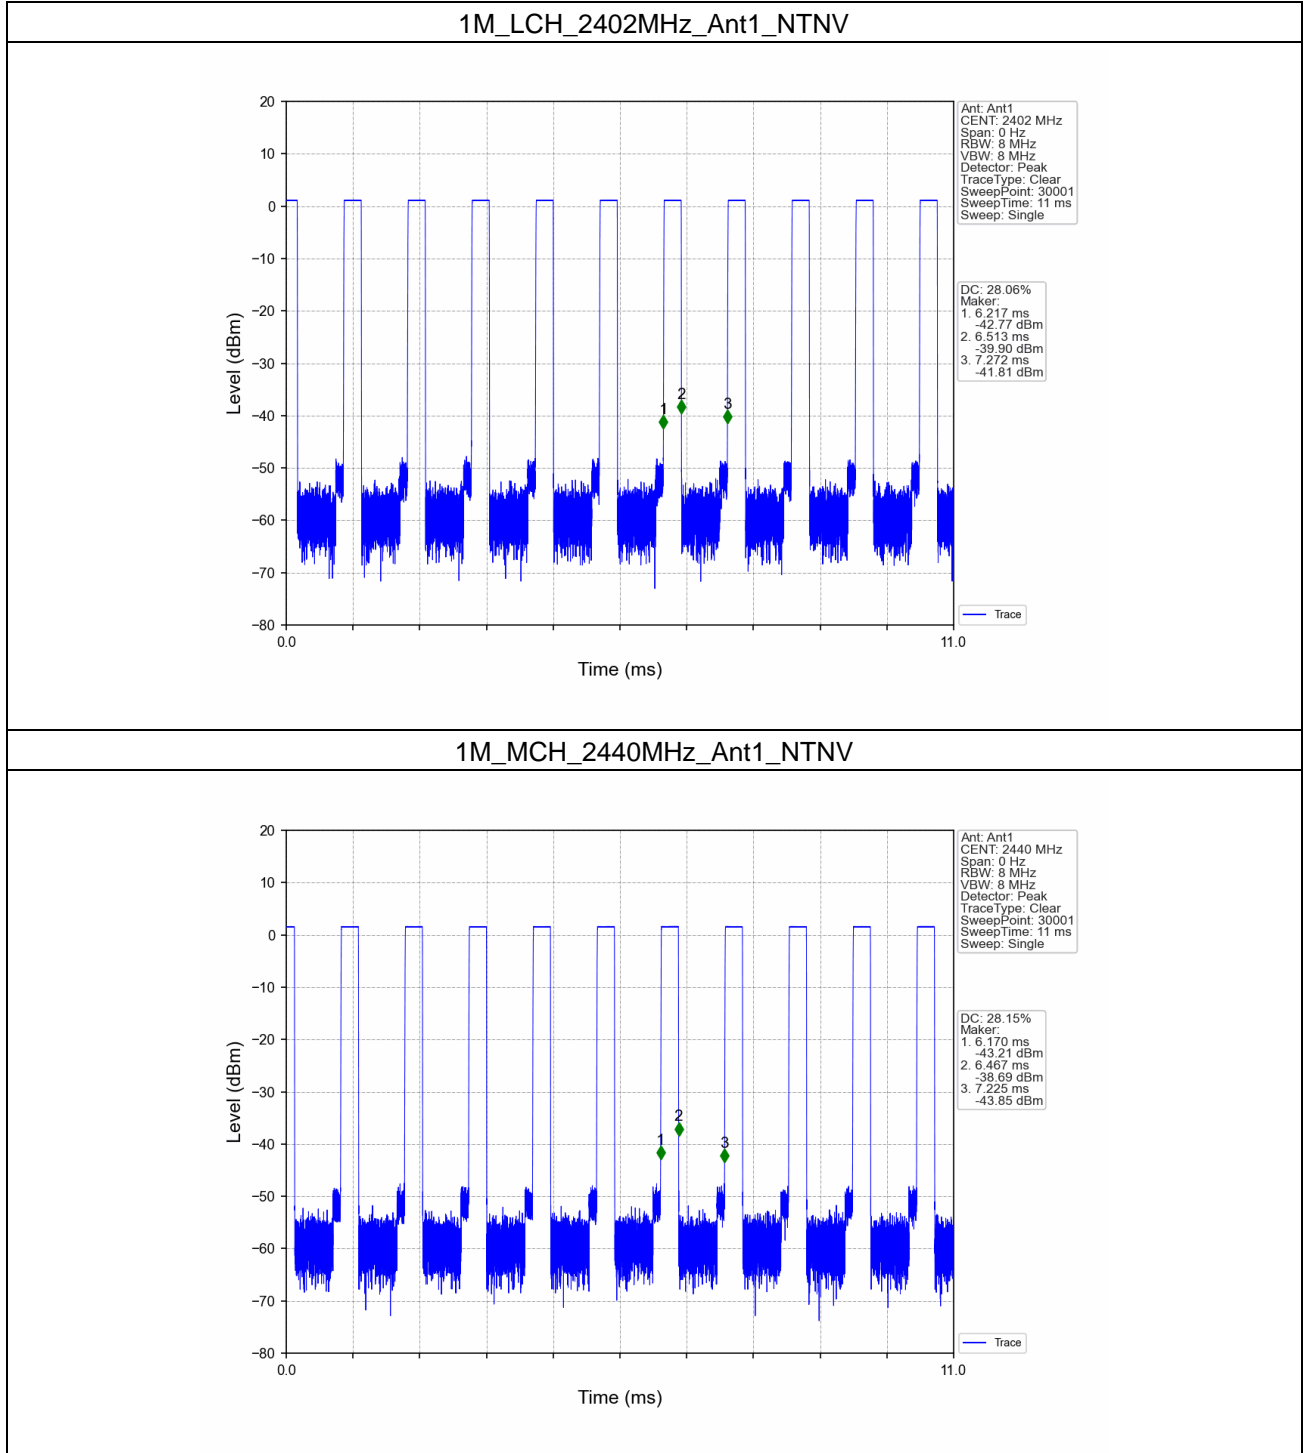 1M_LCH_2402MHz_Ant1_NTNV
20
10
0
−10
−20
−30
−40
−50
−60
−70
−80
Level (dBm)
0.0
11.0
Time (ms)
1
2
3
Ant: Ant1
CENT: 2402 MHz
Span: 0 Hz
RBW: 8 MHz
VBW: 8 MHz
Detector: Peak
TraceType: Clear
SweepPoint: 30001
SweepTime: 11 ms
Sweep: Single
DC: 28.06%
Maker:
1. 6.217 ms
-42.77 dBm
2. 6.513 ms
-39.90 dBm
3. 7.272 ms
-41.81 dBm
Trace
1M_MCH_2440MHz_Ant1_NTNV
20
10
0
−10
−20
−30
−40
−50
−60
−70
−80
Level (dBm)
0.0
11.0
Time (ms)
1
2
3
Ant: Ant1
CENT: 2440 MHz
Span: 0 Hz
RBW: 8 MHz
VBW: 8 MHz
Detector: Peak
TraceType: Clear
SweepPoint: 30001
SweepTime: 11 ms
Sweep: Single
DC: 28.15%
Maker:
1. 6.170 ms
-43.21 dBm
2. 6.467 ms
-38.69 dBm
3. 7.225 ms
-43.85 dBm
Trace